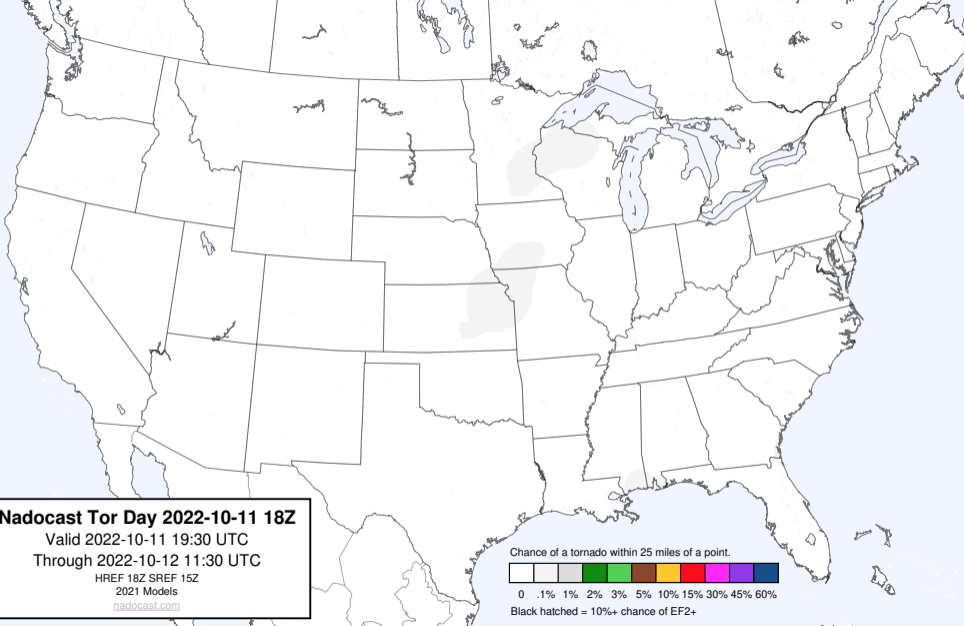 Nadocast Tor Day 2022-10-11 18Z
Valid 2022-10-11 19:30 UTC
Through 2022-10-12 11:30 UTC
HREF 18Z SREF 15Z
2021 Models
nadocast.com
Chance of a tornado within 25 miles of a point.
0 .1% 1% 2% 3% 5% 10% 15% 30% 45% 60%
Black hatched = 10%+ chance of EF2+